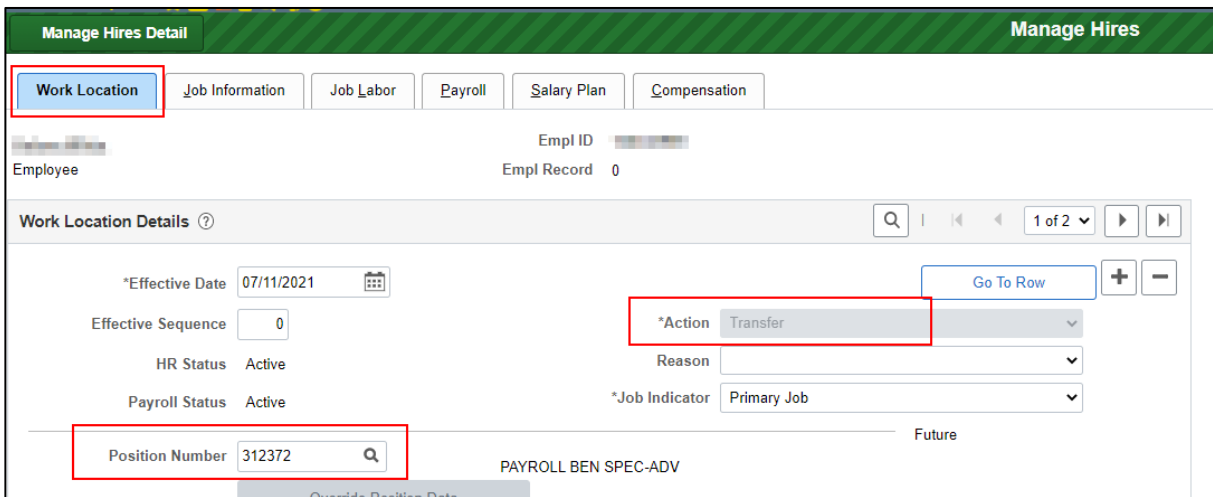 Manage Hires Detail
Manage Hires
Work Location
Job Information
Job Labor
Payroll
Salary Plan
Compensation
Empl ID
Employee
Empl Record 0
Work Location Details
1 of 2
*Effective Date 07/11/2021
Go To Row
Effective Sequence 0
*Action Transfer
HR Status Active
Reason
Payroll Status Active
*Job Indicator Primary Job
Future
Position Number 312372
PAYROLL BEN SPEC-ADV
Override Position Data